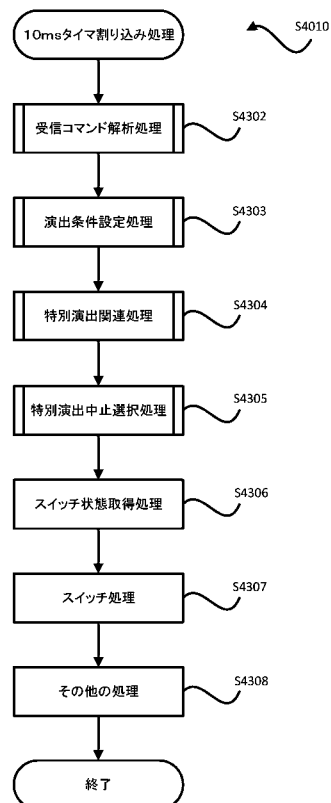 10msタイマ割り込み処理
S4010
受信コマンド解析処理
S4302
演出条件設定処理
S4303
特別演出関連処理
S4304
特別演出中止選択処理
S4305
スイッチ状態取得処理
S4306
スイッチ処理
S4307
その他の処理
S4308
終了